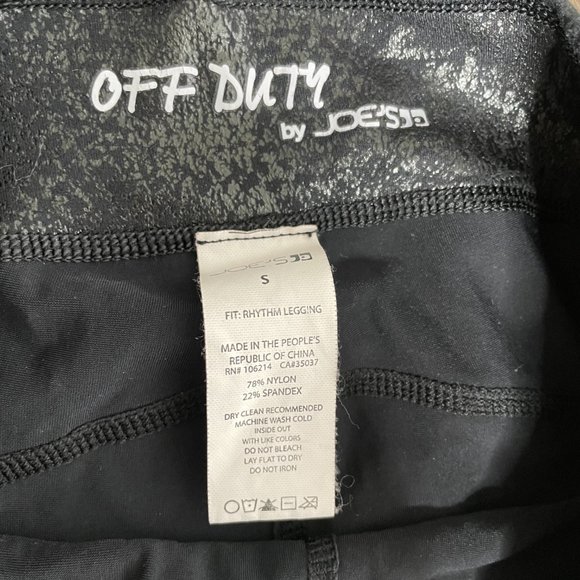 OFF DUTY
by JOE'S
S
FIT: RHYTHM LEGGING
MADE IN THE PEOPLE'S
REPUBLIC OF CHINA
RN# 106214 CA#35037
78% NYLON
22% SPANDEX
DRY CLEAN RECOMMENDED
MACHINE WASH COLD
INSIDE OUT
WITH LIKE COLORS
DO NOT BLEACH
LAY FLAT TO DRY
DO NOT IRON